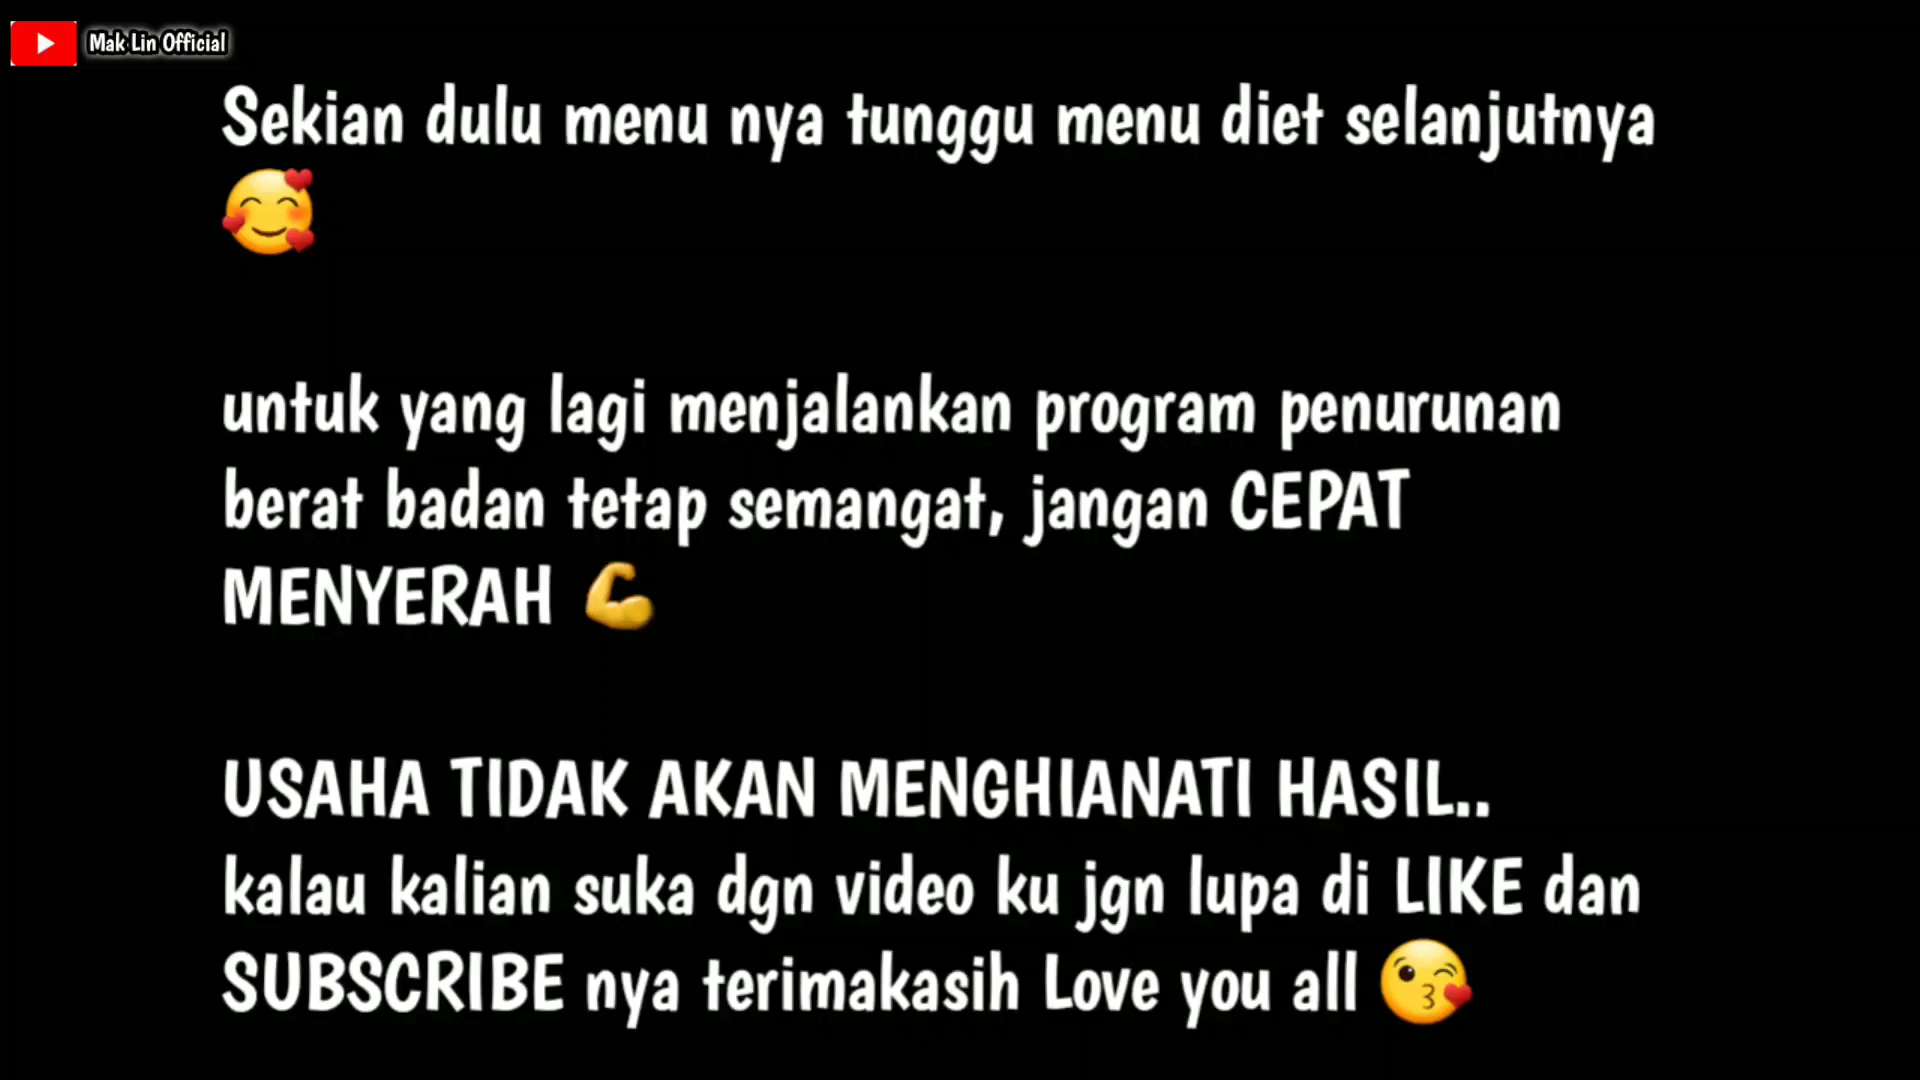 Mak Lin Official
Sekian dulu menu nya tunggu menu diet selanjutnya
🥰
untuk yang lagi menjalankan program penurunan
berat badan tetap semangat, jangan CEPAT
MENYERAH 💪
USAHA TIDAK AKAN MENGHIANATI HASIL..
kalau kalian suka dgn video ku jgn lupa di LIKE dan
SUBSCRIBE nya terimakasih Love you all 😘